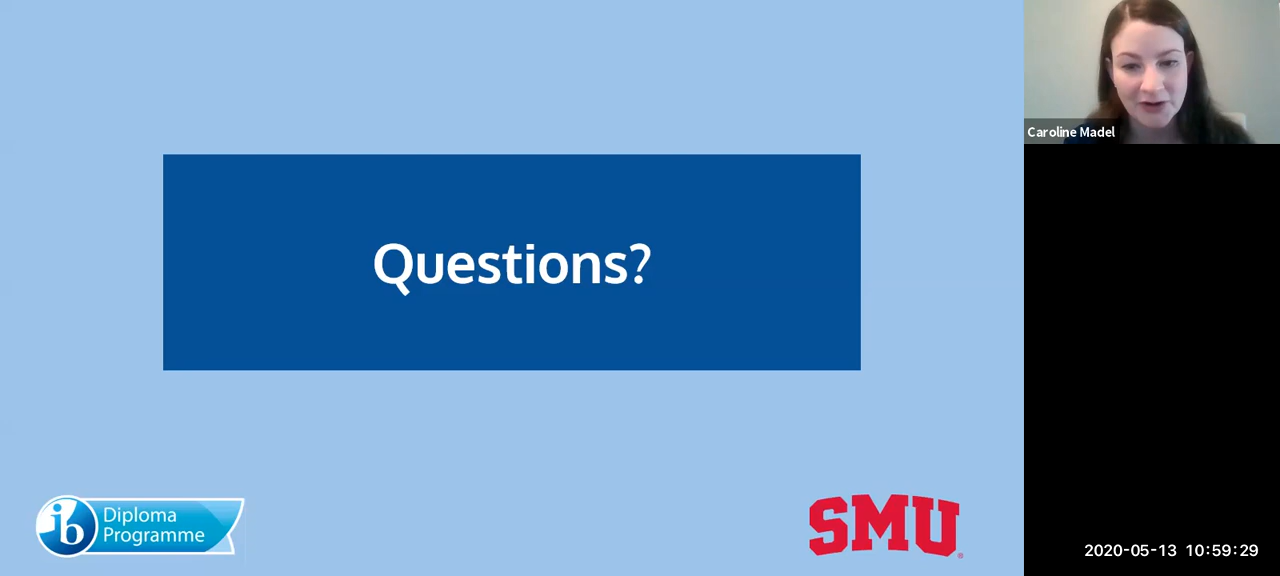 Caroline Madel
Questions?
ib
Diploma
Programme
SMU
2020-05-13 10:59:29